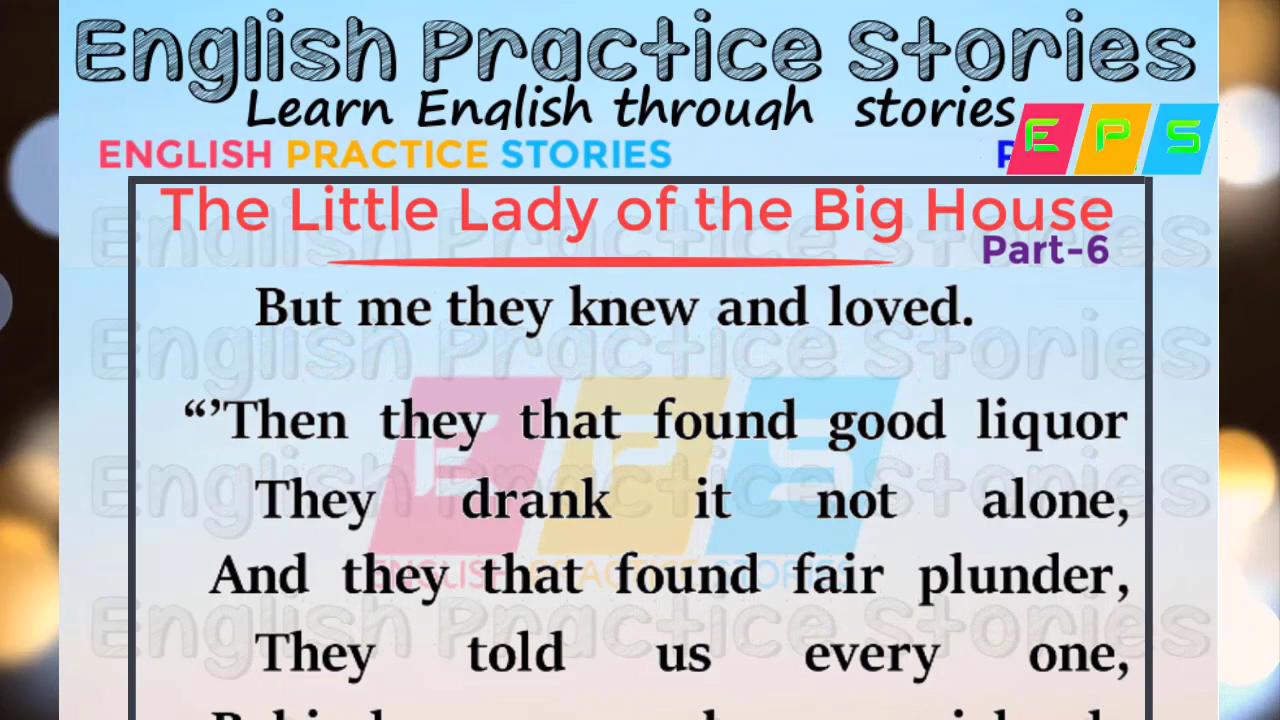 English Practice Stories
Learn English through stories
ENGLISH PRACTICE STORIES
E P S
The Little Lady of the Big House
Part-6
But me they knew and loved.
“’Then they that found good liquor
They drank it not alone,
And they that found fair plunder,
They told us every one,